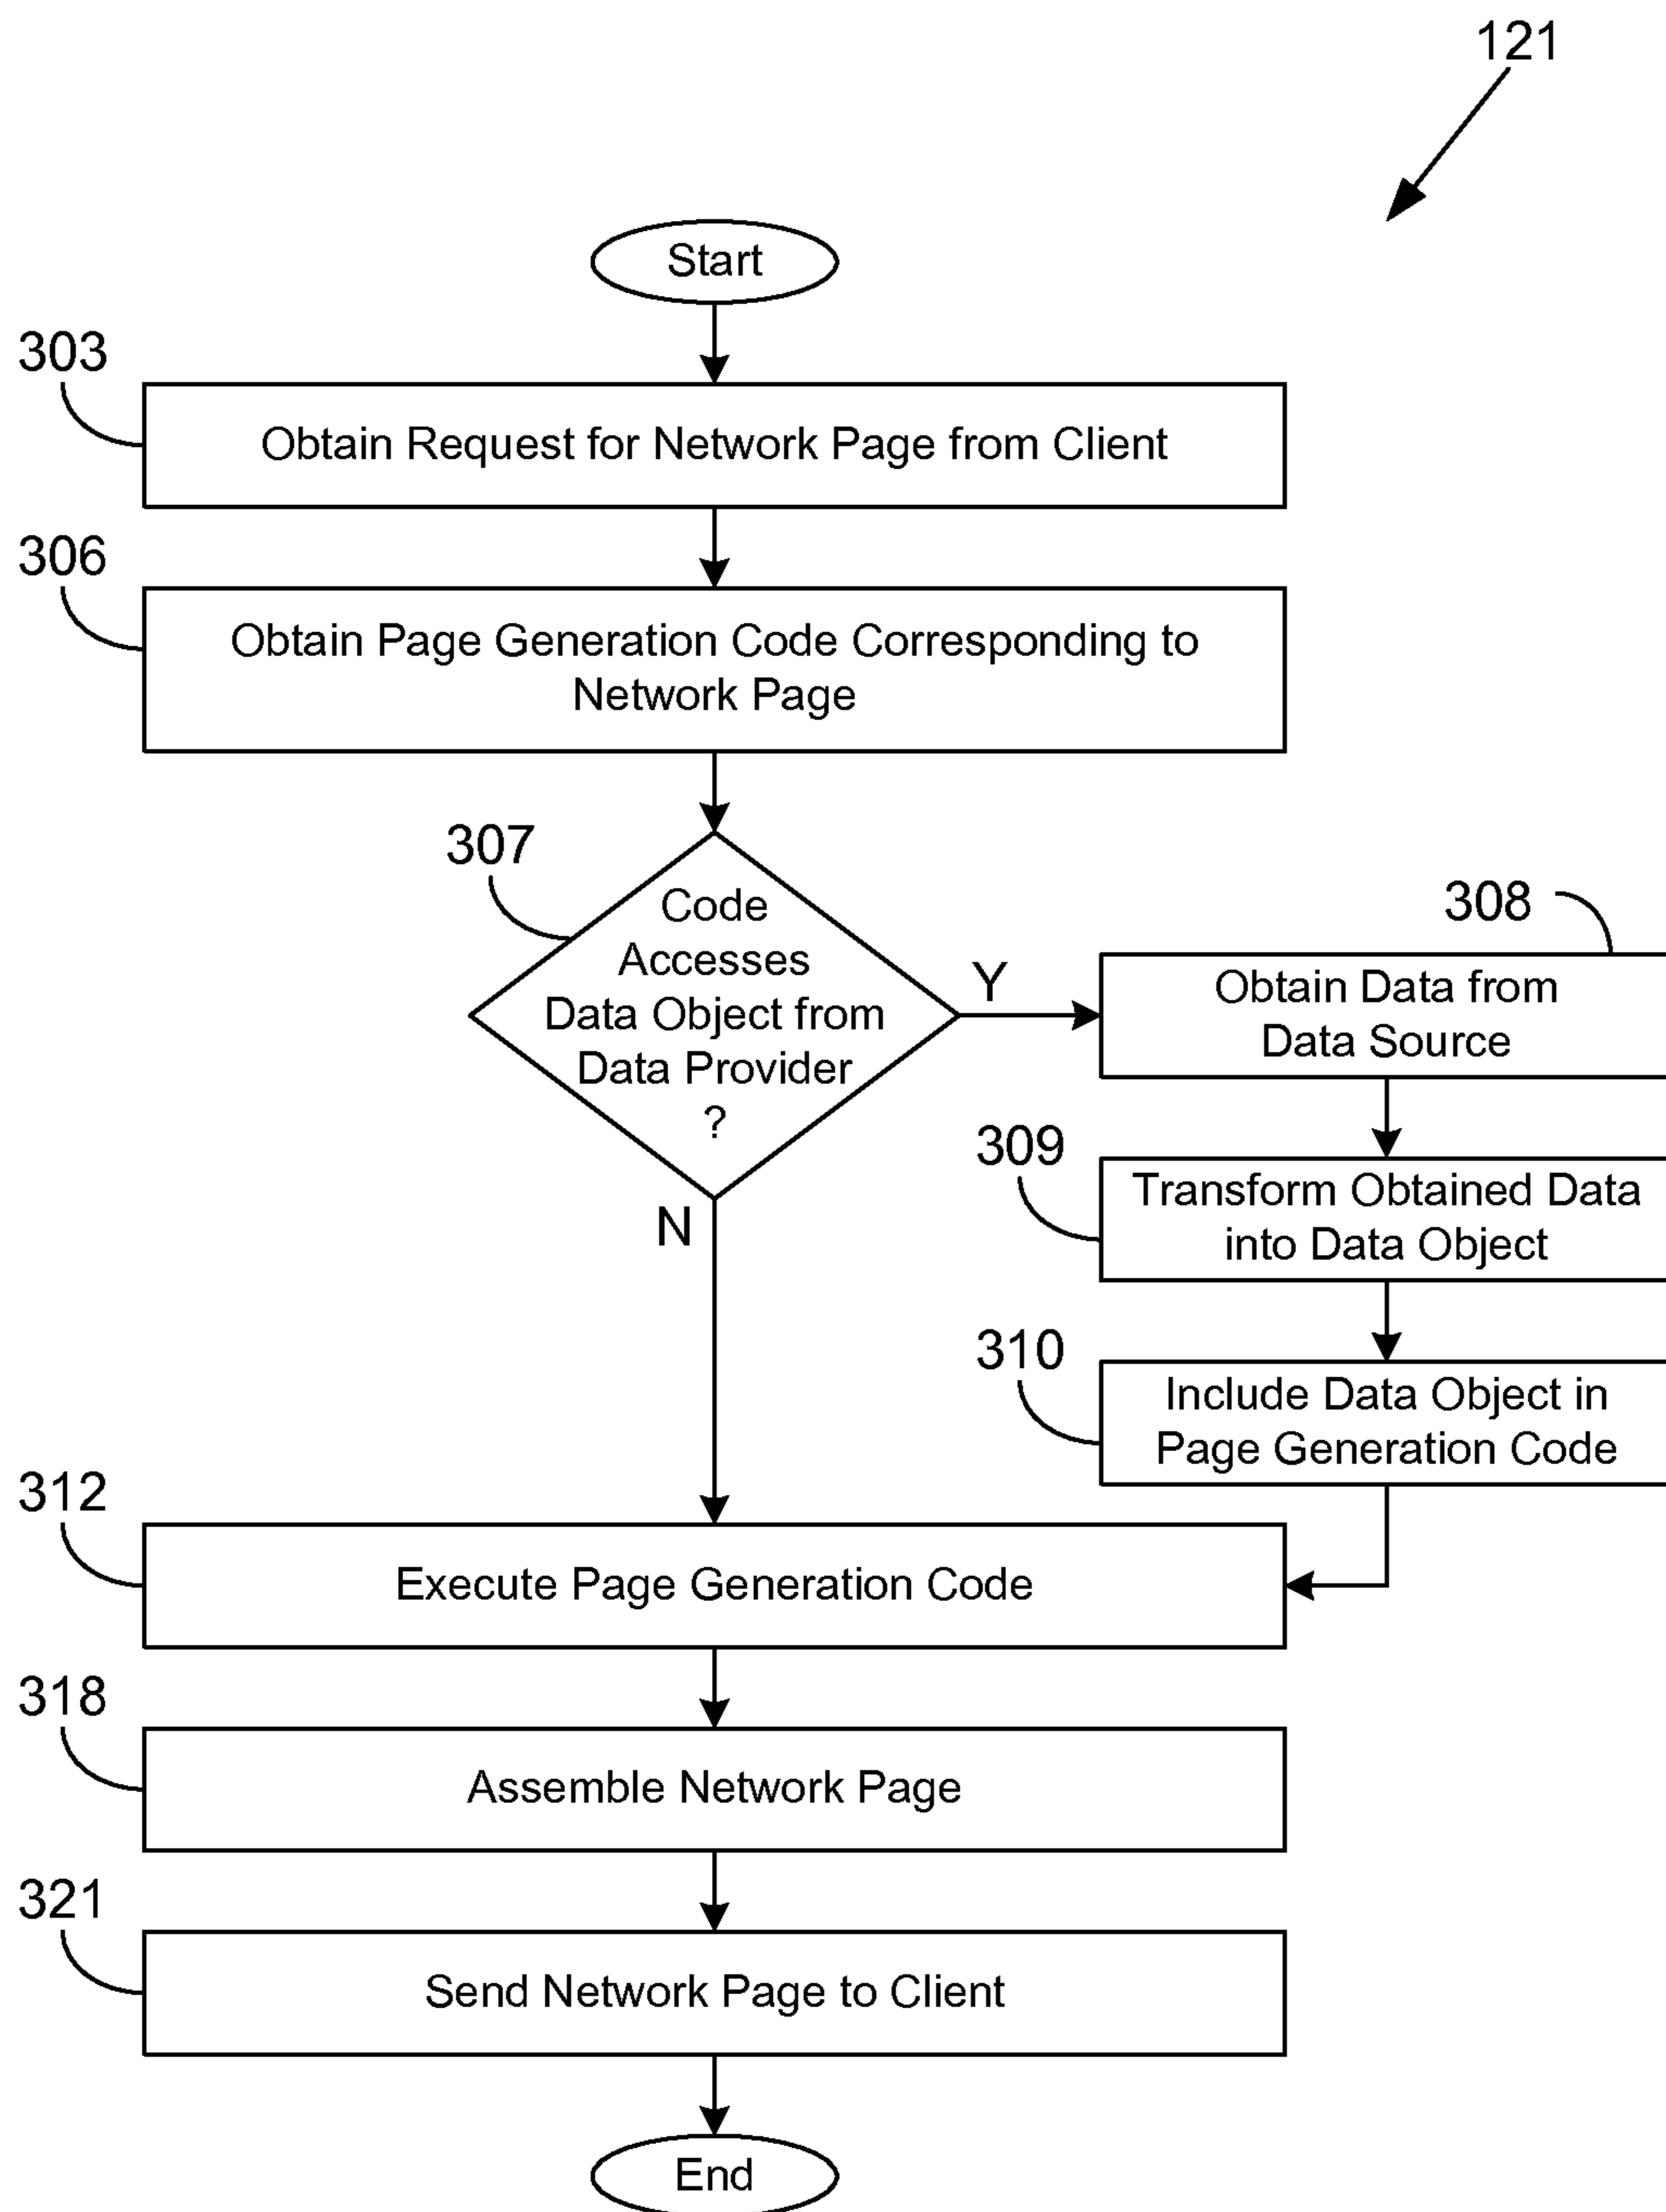 121
Start
303
Obtain Request for Network Page from Client
306
Obtain Page Generation Code Corresponding to
Network Page
307
Code
Accesses
Data Object from
Data Provider
?
Y
N
308
Obtain Data from
Data Source
309
Transform Obtained Data
into Data Object
310
Include Data Object in
Page Generation Code
312
Execute Page Generation Code
318
Assemble Network Page
321
Send Network Page to Client
End